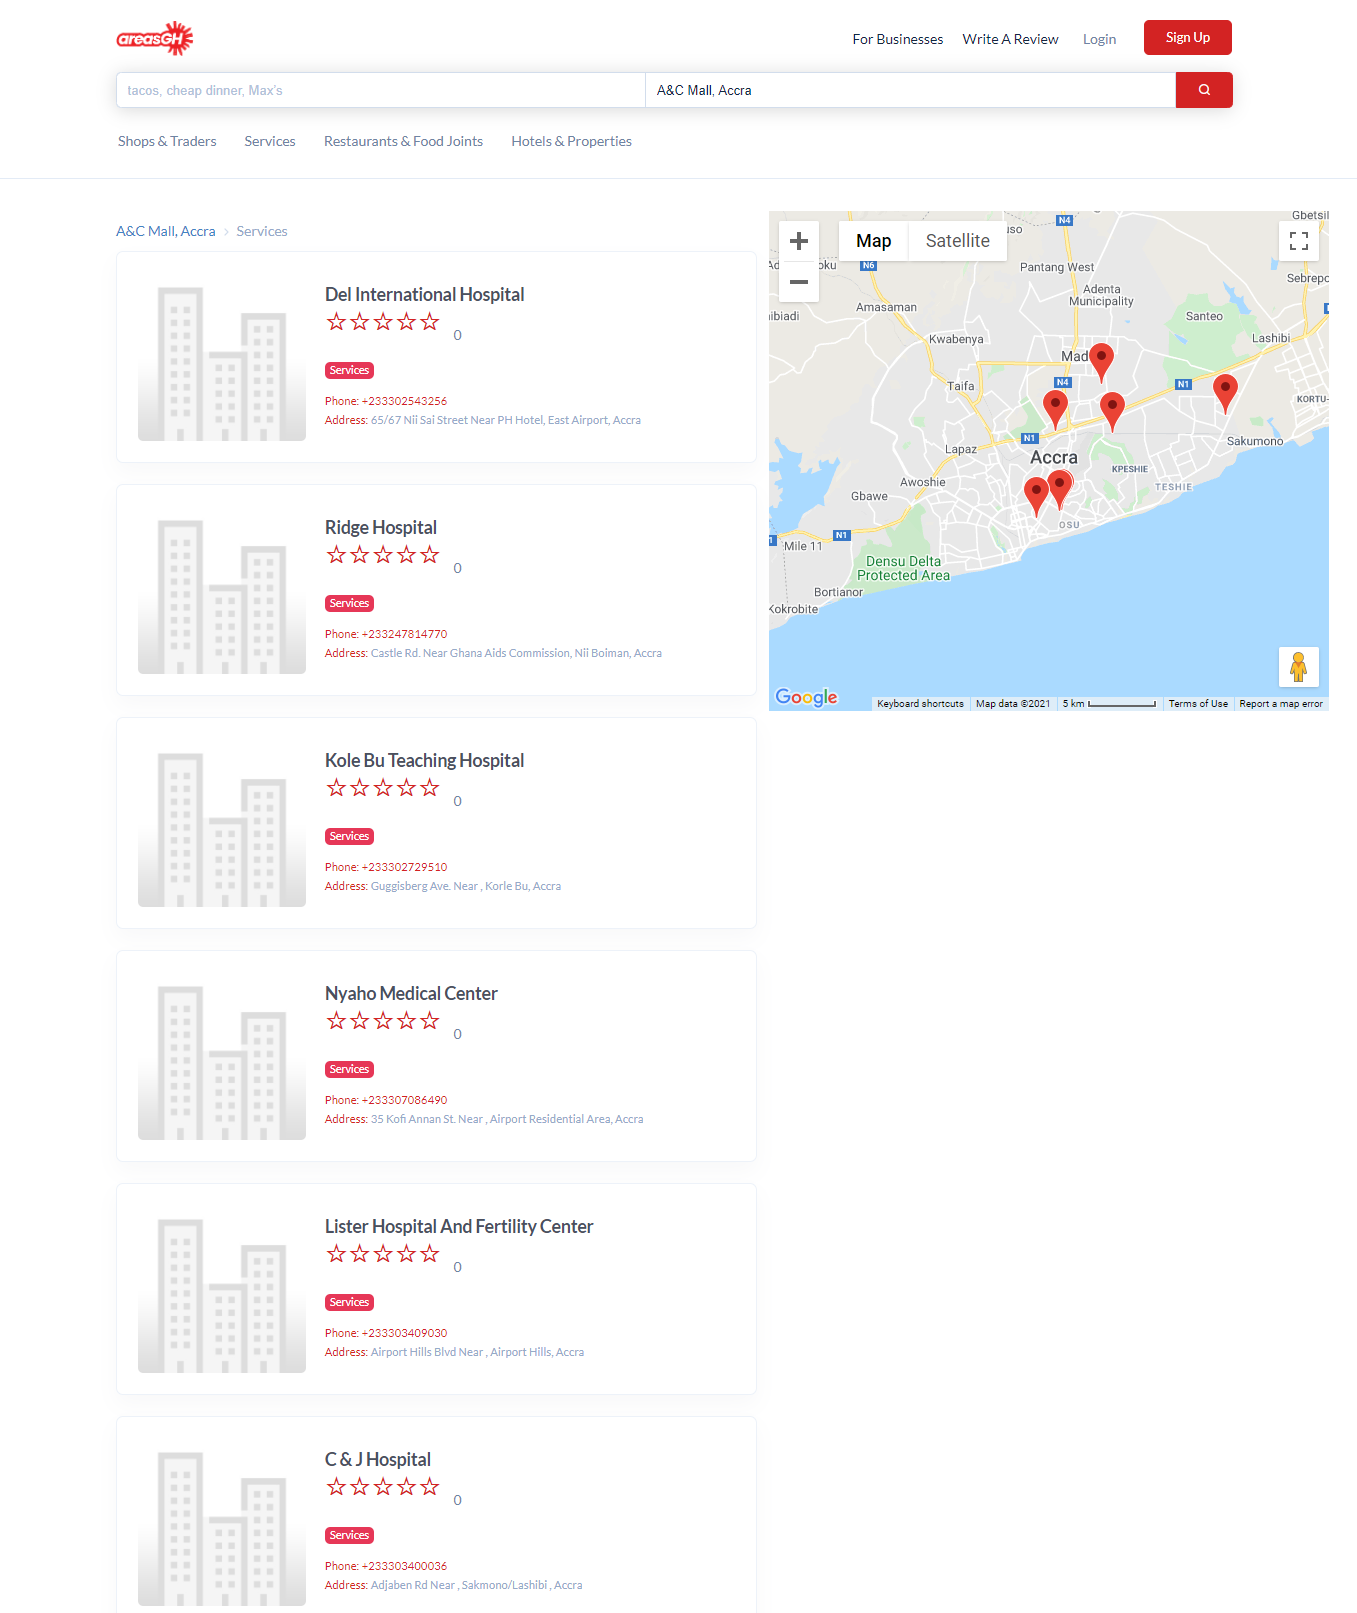 areasGH
For Businesses Write A Review Login Sign Up
tacos, cheap dinner, Max's A&C Mall, Accra
Shops & Traders Services Restaurants & Food Joints Hotels & Properties
A&C Mall, Accra › Services
Del International Hospital
0
Services
Phone: +233302543256
Address: 65/67 Nii Sai Street Near PH Hotel, East Airport, Accra
Ridge Hospital
0
Services
Phone: +233247814770
Address: Castle Rd. Near Ghana Aids Commission, Nii Boiman, Accra
Kole Bu Teaching Hospital
0
Services
Phone: +233302729510
Address: Guggisberg Ave. Near , Korle Bu, Accra
Nyaho Medical Center
0
Services
Phone: +233307086490
Address: 35 Kofi Annan St. Near , Airport Residential Area, Accra
Lister Hospital And Fertility Center
0
Services
Phone: +233303409030
Address: Airport Hills Blvd Near , Airport Hills, Accra
C & J Hospital
0
Services
Phone: +233303400036
Address: Adjaben Rd Near , Sakmono/Lashibi , Accra
Map Satellite
N4
Gbetsil
N6
Pantang West
Sebrepo
Adenta
Municipality
Amasaman
Santeo
Kwabenya
Lashibi
Mad
Taifa
N4
N1
KORTU-
N1
Sakumono
Lapaz
Accra
KPESHIE
Awoshie
TESHIE
Gbawe
OSU
N1
Mile 11
Densu Delta
Protected Area
Bortianor
Kokrobite
Google
Keyboard shortcuts Map data ©2021 5 km Terms of Use Report a map error